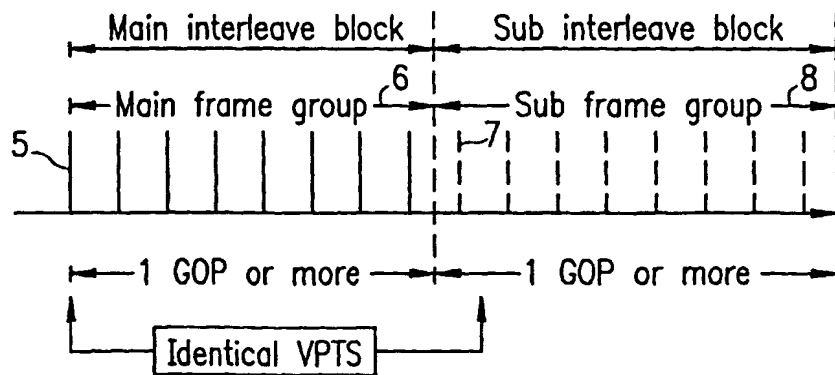 Main interleave block Sub interleave block
6 8
Main frame group Sub frame group
5 7
1 GOP or more 1 GOP or more
Identical VPTS